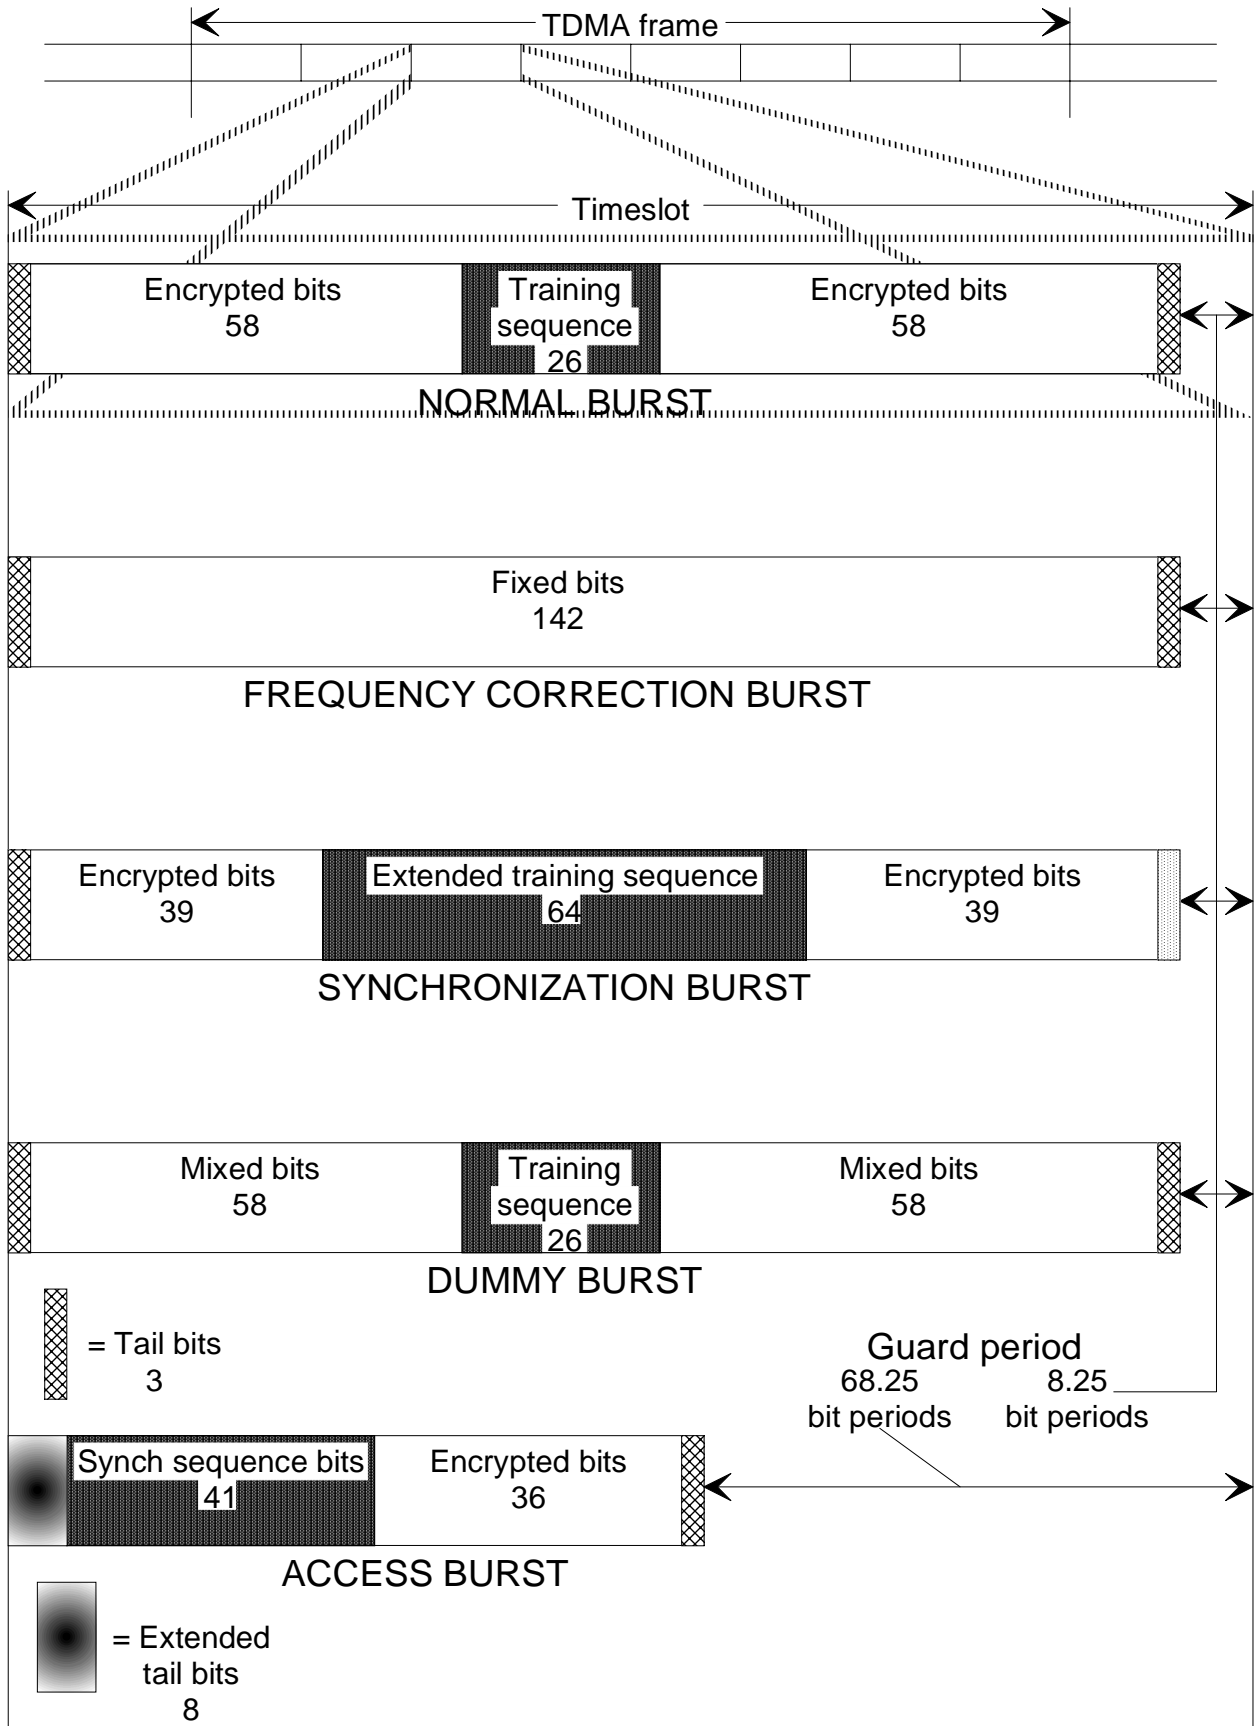 TDMA frame
Timeslot
Encrypted bits
58
Training
sequence
26
Encrypted bits
58
NORMAL BURST
Fixed bits
142
FREQUENCY CORRECTION BURST
Encrypted bits
39
Extended training sequence
64
Encrypted bits
39
SYNCHRONIZATION BURST
Mixed bits
58
Training
sequence
26
Mixed bits
58
DUMMY BURST
= Tail bits
3
Guard period
68.25
bit periods
8.25
bit periods
Synch sequence bits
41
Encrypted bits
36
ACCESS BURST
= Extended
tail bits
8